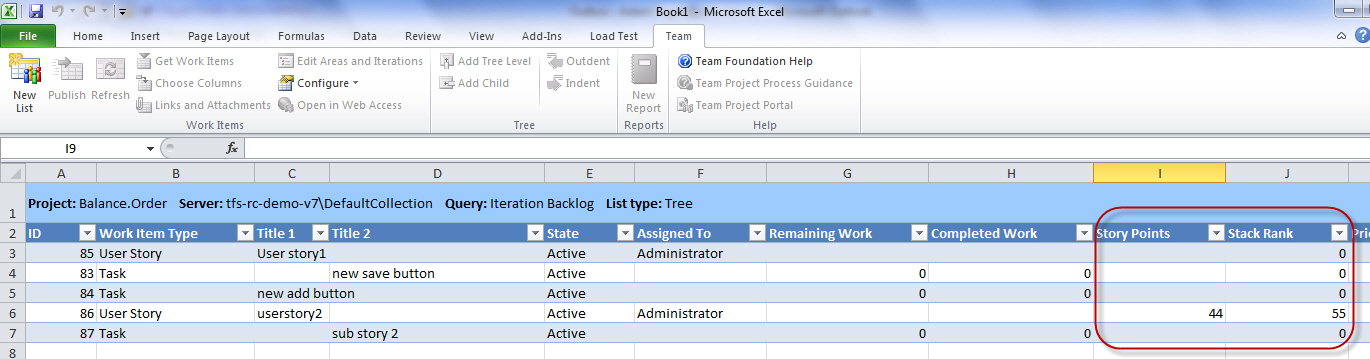 Book1 - Microsoft Excel
File Home Insert Page Layout Formulas Data Review View Add-Ins Load Test Team
New List
Publish
Refresh
Get Work Items
Choose Columns
Links and Attachments
Edit Areas and Iterations
Configure
Open in Web Access
Work Items
Add Tree Level
Add Child
Outdent
Indent
Tree
New Report
Reports
Team Foundation Help
Team Project Process Guidance
Team Project Portal
Help
I9 fx
A B C D E F G H I J
1 Project: Balance.Order Server: tfs-rc-demo-v7\DefaultCollection Query: Iteration Backlog List type: Tree
2 ID Work Item Type Title 1 Title 2 State Assigned To Remaining Work Completed Work Story Points Stack Rank
3 85 User Story User story1 Active Administrator 0
4 83 Task new save button Active 0 0 0
5 84 Task new add button Active 0 0 0
6 86 User Story userstory2 Active Administrator 44 55
7 87 Task sub story 2 Active 0 0 0
8